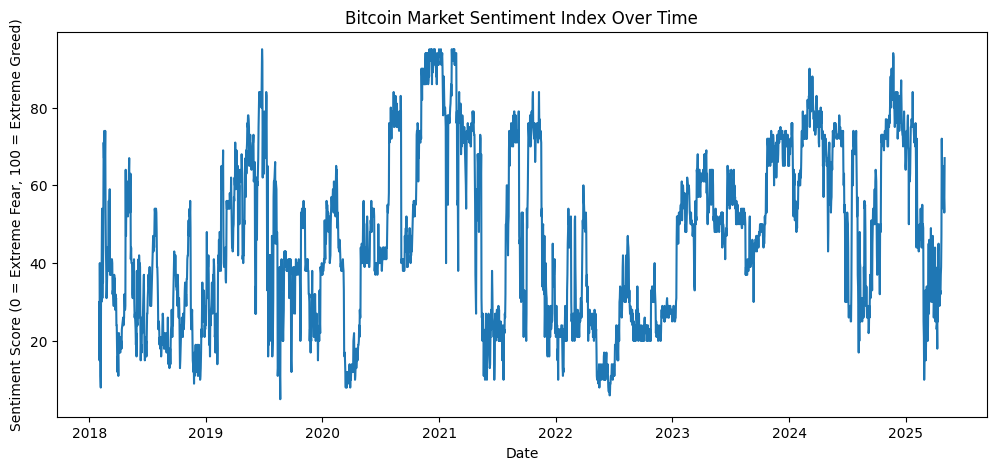 Bitcoin Market Sentiment Index Over Time
Sentiment Score (0 = Extreme Fear, 100 = Extreme Greed)
80
60
40
20
2018 2019 2020 2021 2022 2023 2024 2025
Date